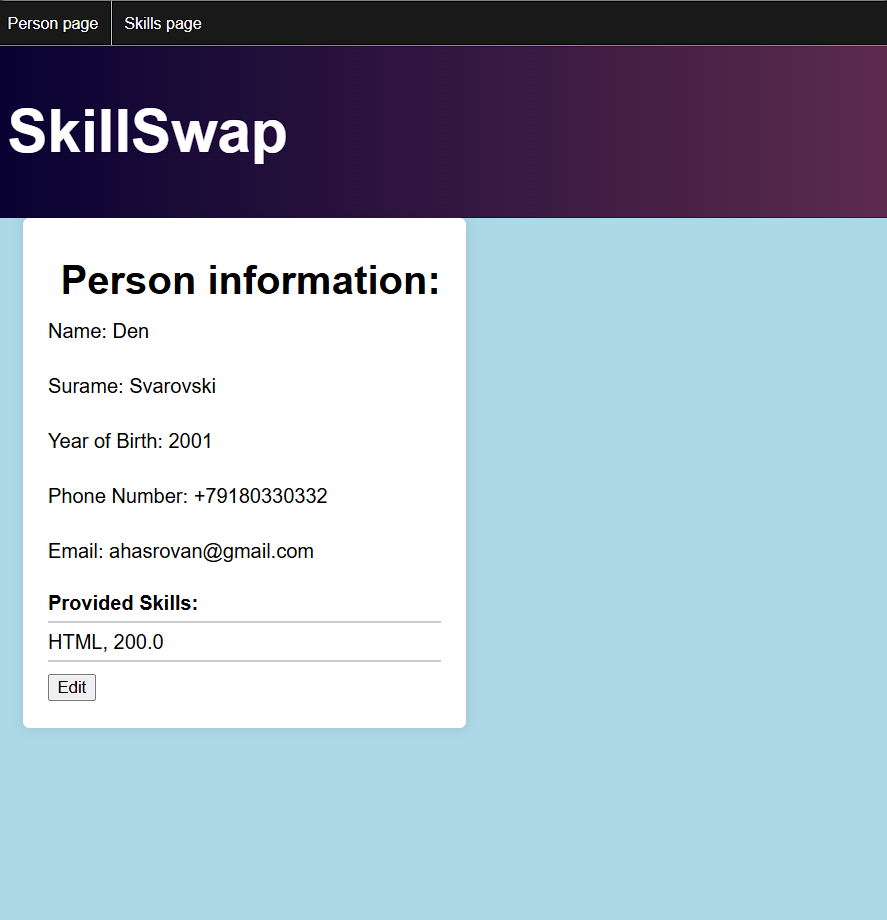 Person page Skills page
SkillSwap
Person information:
Name: Den
Surame: Svarovski
Year of Birth: 2001
Phone Number: +79180330332
Email: ahasrovan@gmail.com
Provided Skills:
HTML, 200.0
Edit